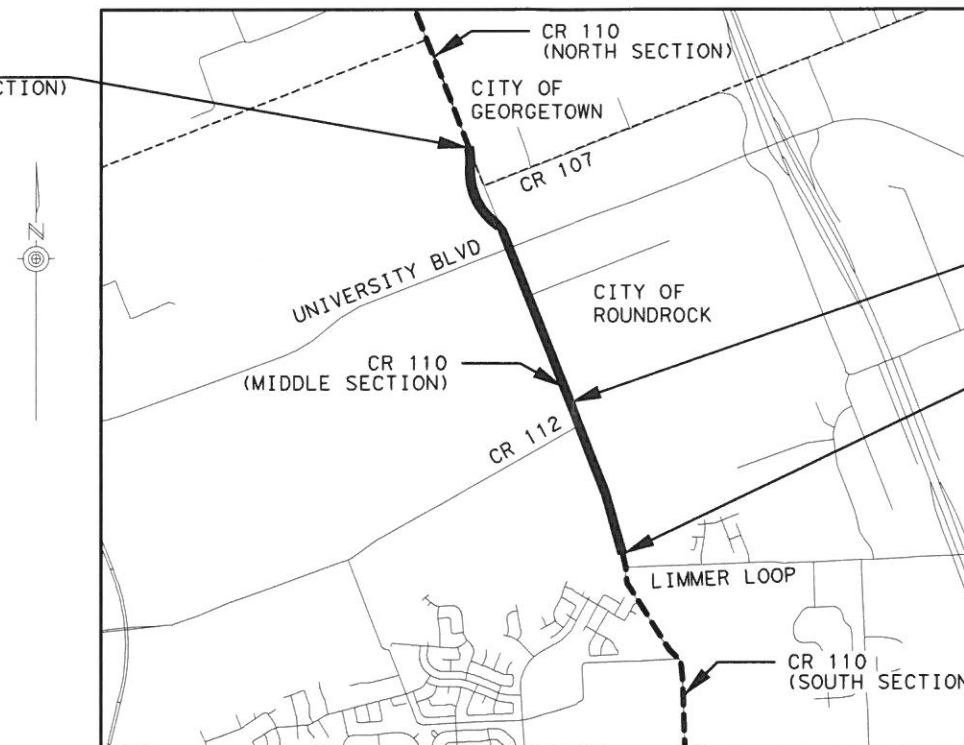 CR 110
(NORTH SECTION)
CTION)
CITY OF
GEORGETOWN
CR 107
N
UNIVERSITY BLVD
CITY OF
ROUNDROCK
CR 110
(MIDDLE SECTION)
CR 112
LIMMER LOOP
CR 110
(SOUTH SECTION